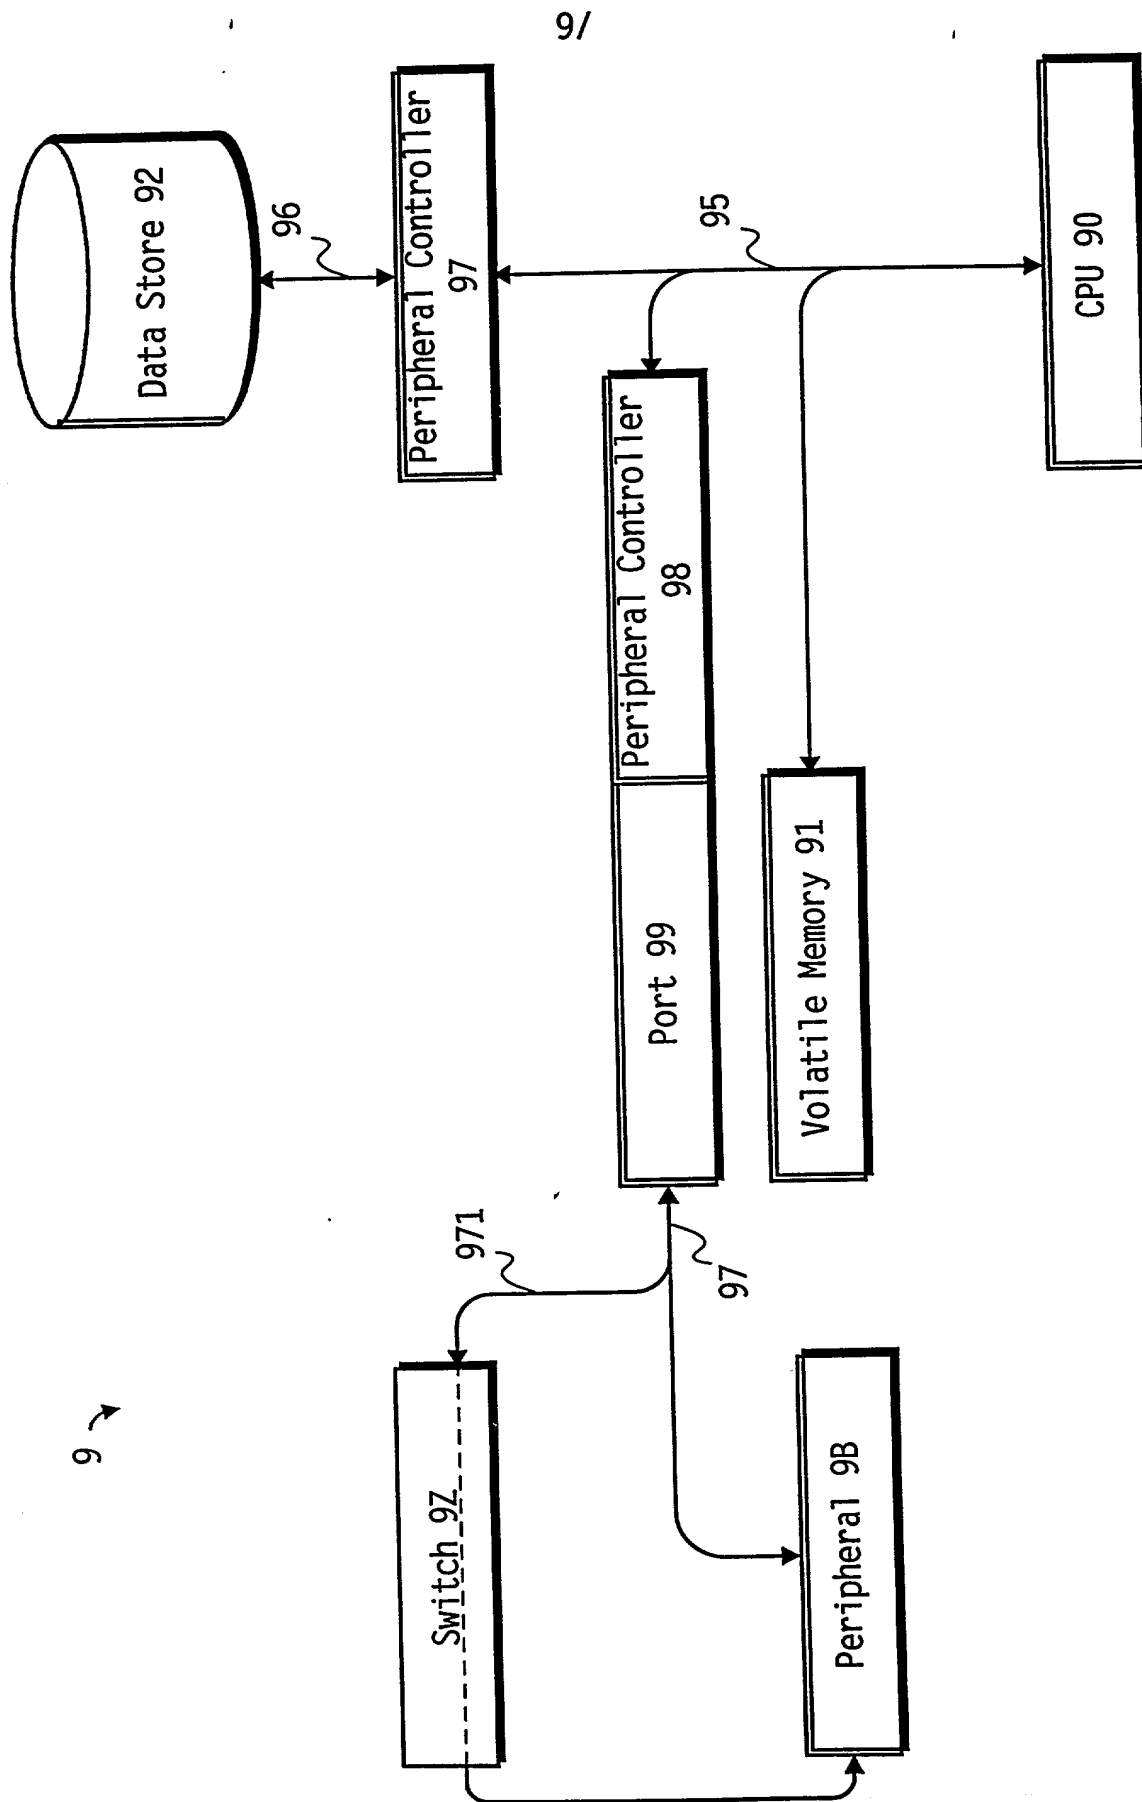 9/
Data Store 92
96
Peripheral Controller
97
95
CPU 90
Peripheral Controller
98
Port 99
Volatile Memory 91
971
97
9
Switch 9Z
Peripheral 9B